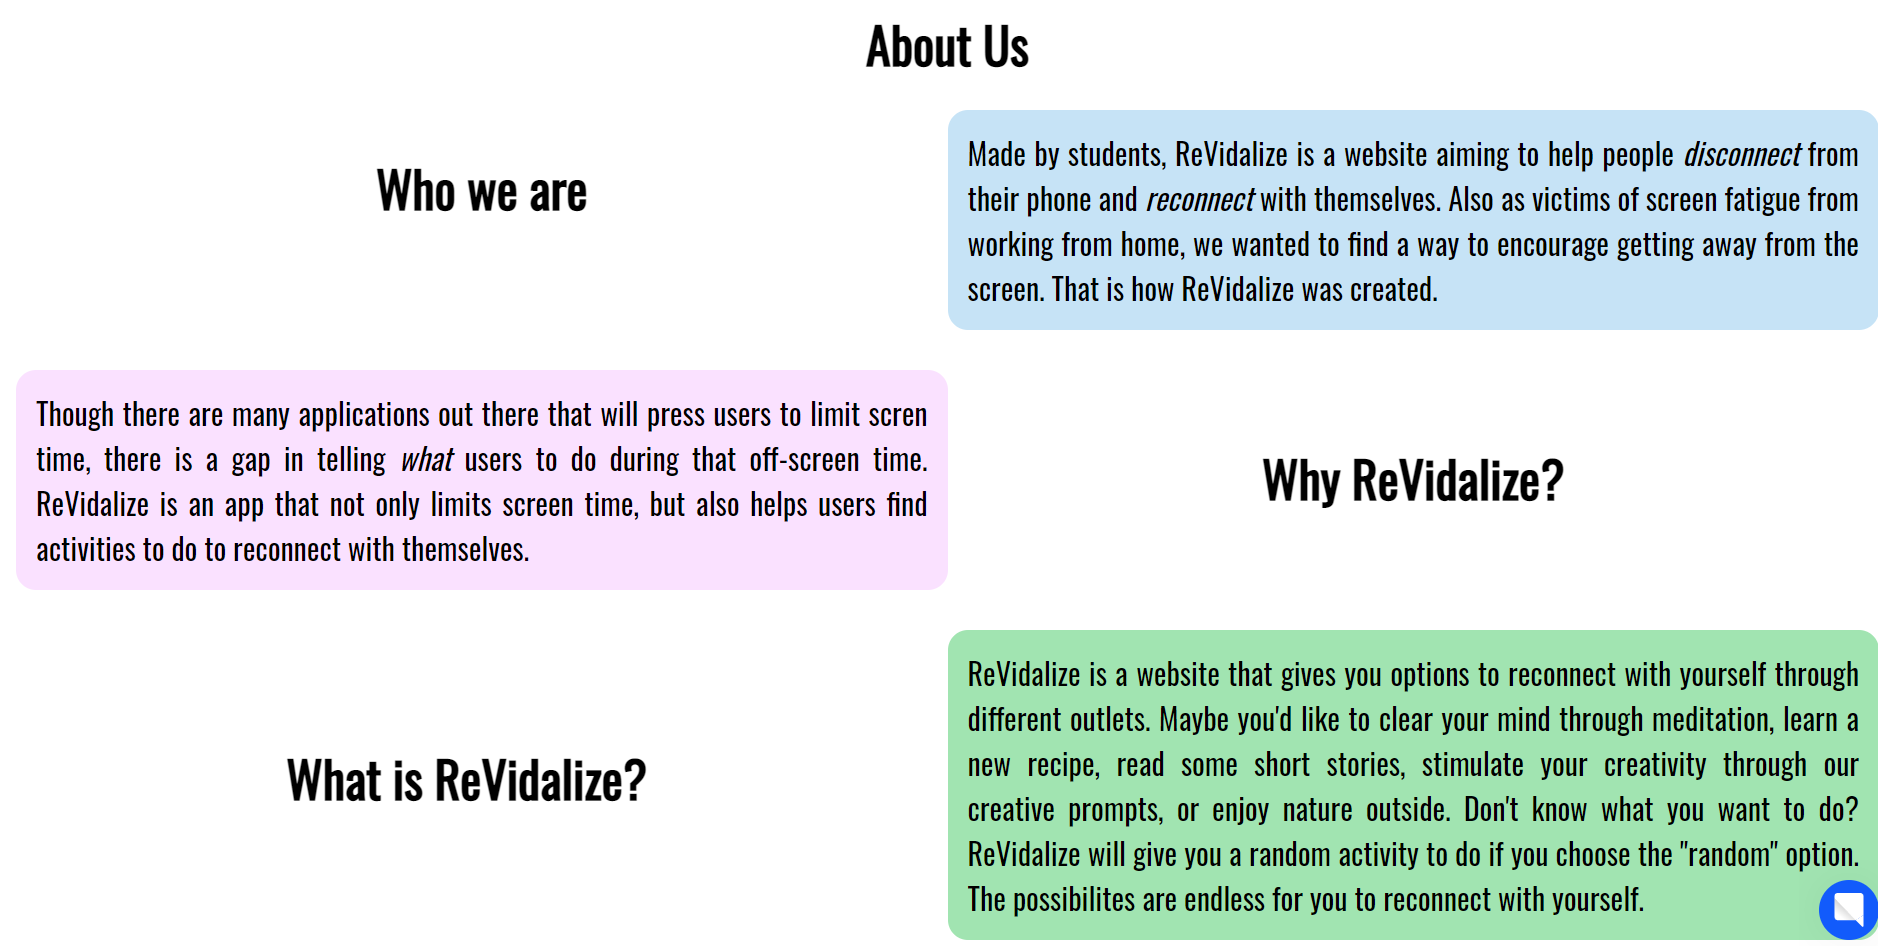 About Us
Who we are
Made by students, ReVidalize is a website aiming to help people disconnect from
their phone and reconnect with themselves. Also as victims of screen fatigue from
working from home, we wanted to find a way to encourage getting away from the
screen. That is how ReVidalize was created.
Though there are many applications out there that will press users to limit scren
time, there is a gap in telling what users to do during that off-screen time.
ReVidalize is an app that not only limits screen time, but also helps users find
activities to do to reconnect with themselves.
Why ReVidalize?
What is ReVidalize?
ReVidalize is a website that gives you options to reconnect with yourself through
different outlets. Maybe you'd like to clear your mind through meditation, learn a
new recipe, read some short stories, stimulate your creativity through our
creative prompts, or enjoy nature outside. Don't know what you want to do?
ReVidalize will give you a random activity to do if you choose the "random" option.
The possibilites are endless for you to reconnect with yourself.